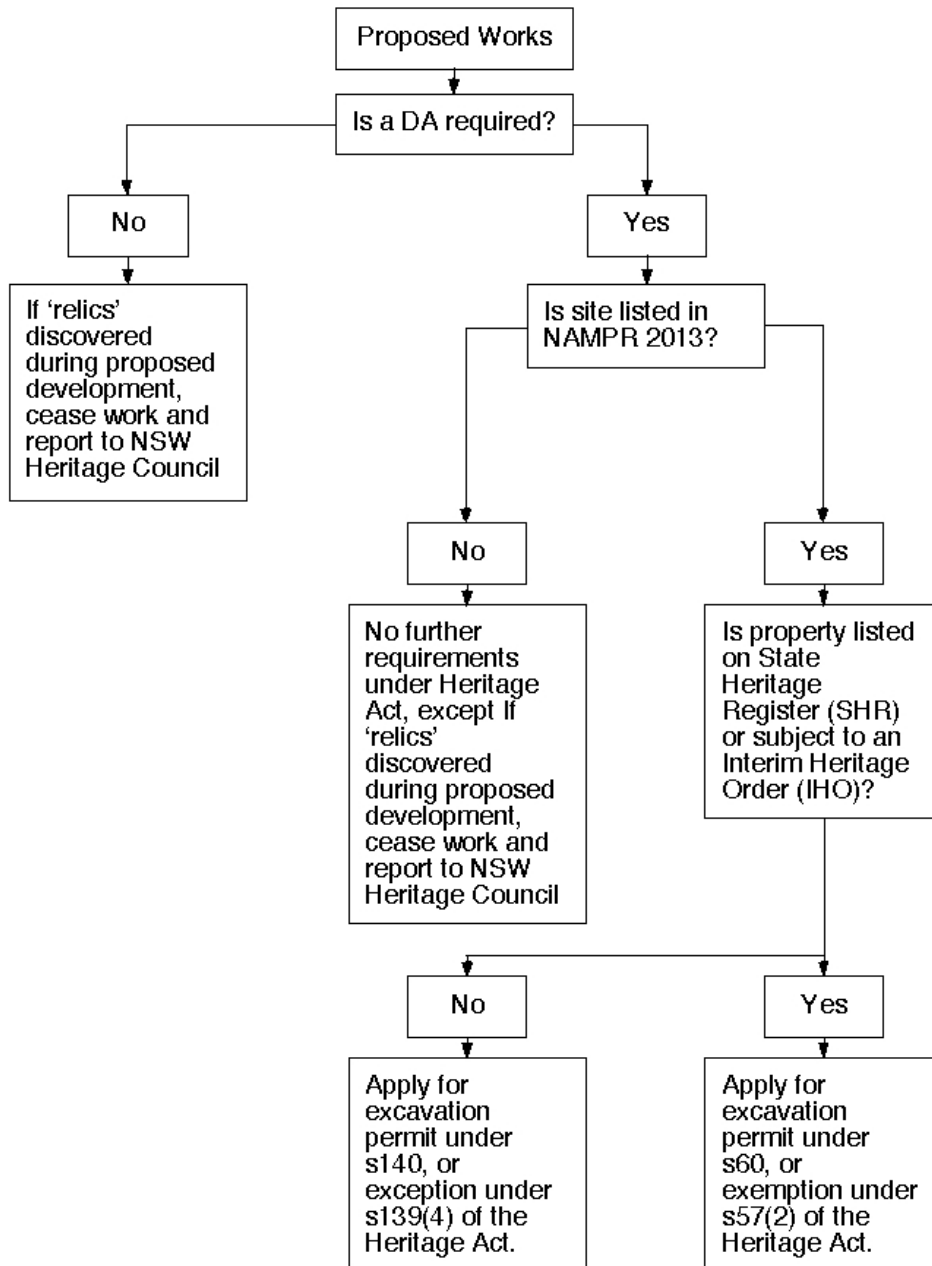 Proposed Works
Is a DA required?
No
Yes
If ‘relics’
discovered
during proposed
development,
cease work and
report to NSW
Heritage Council
Is site listed in
NAMPR 2013?
No
Yes
No further
requirements
under Heritage
Act, except If
‘relics’
discovered
during proposed
development,
cease work and
report to NSW
Heritage Council
Is property listed
on State
Heritage
Register (SHR)
or subject to an
Interim Heritage
Order (IHO)?
No
Yes
Apply for
excavation
permit under
s140, or
exception under
s139(4) of the
Heritage Act.
Apply for
excavation
permit under
s60, or
exemption under
s57(2) of the
Heritage Act.